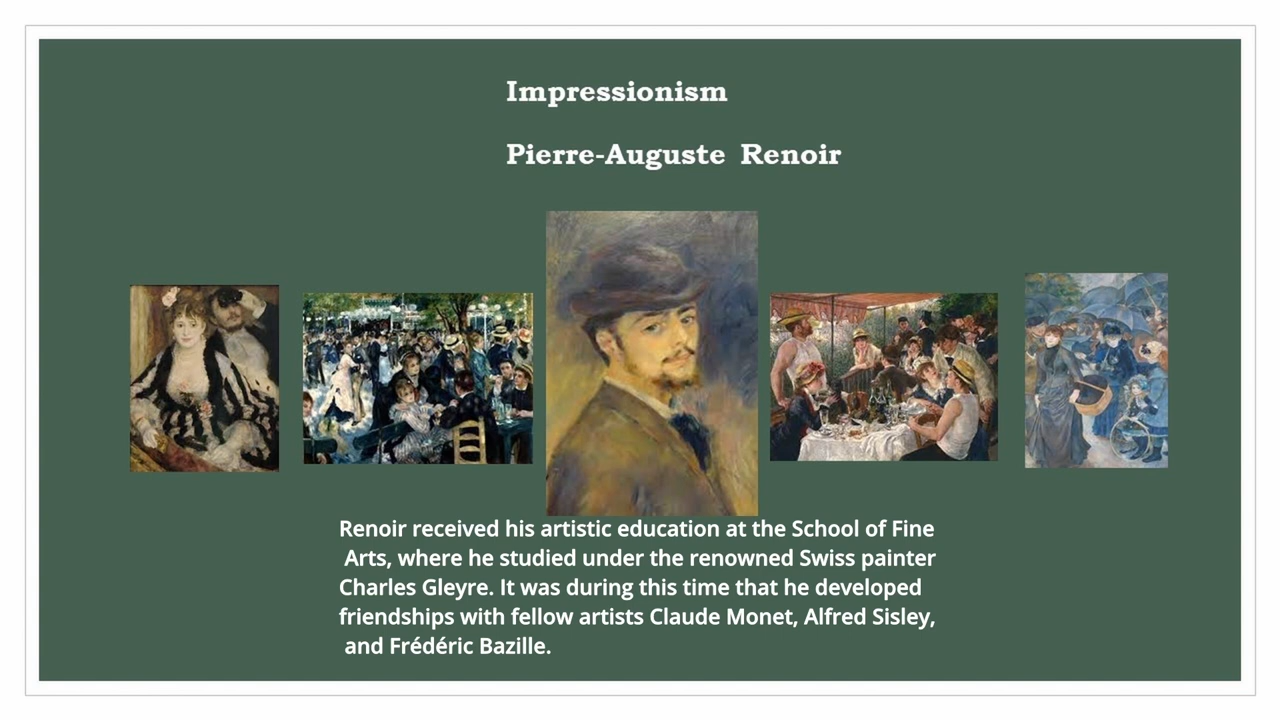 Impressionism
Pierre-Auguste Renoir
Renoir received his artistic education at the School of Fine
Arts, where he studied under the renowned Swiss painter
Charles Gleyre. It was during this time that he developed
friendships with fellow artists Claude Monet, Alfred Sisley,
and Frédéric Bazille.